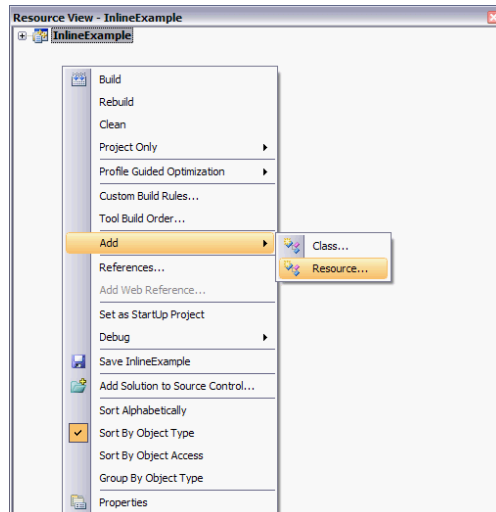 Resource View - InlineExample
InlineExample
Build
Rebuild
Clean
Project Only
Profile Guided Optimization
Custom Build Rules...
Tool Build Order...
Add
Class...
References...
Resource...
Add Web Reference...
Set as StartUp Project
Debug
Save InlineExample
Add Solution to Source Control...
Sort Alphabetically
Sort By Object Type
Sort By Object Access
Group By Object Type
Properties